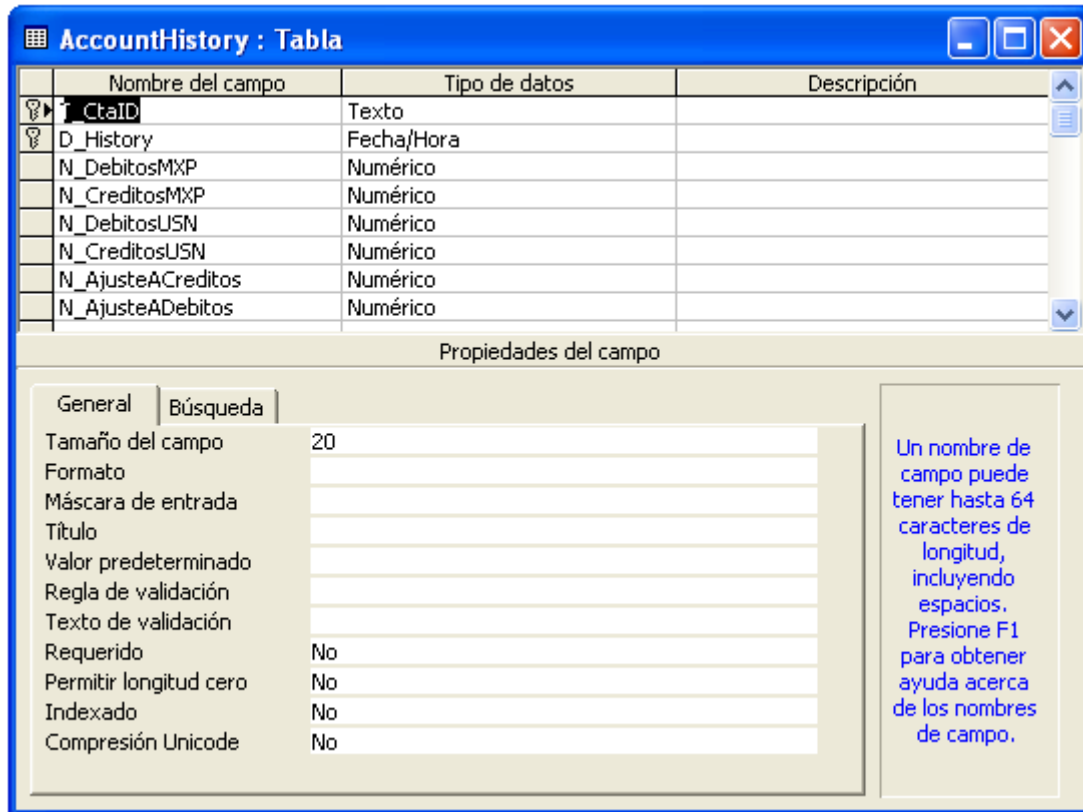 AccountHistory : Tabla
Nombre del campo Tipo de datos Descripción
T_CtaID Texto
D_History Fecha/Hora
N_DebitosMXP Numérico
N_CreditosMXP Numérico
N_DebitosUSN Numérico
N_CreditosUSN Numérico
N_AjusteACreditos Numérico
N_AjusteADebitos Numérico
Propiedades del campo
General Búsqueda
Tamaño del campo 20
Formato
Máscara de entrada
Título
Valor predeterminado
Regla de validación
Texto de validación
Requerido No
Permitir longitud cero No
Indexado No
Compresión Unicode No
Un nombre de
campo puede
tener hasta 64
caracteres de
longitud,
incluyendo
espacios.
Presione F1
para obtener
ayuda acerca
de los nombres
de campo.